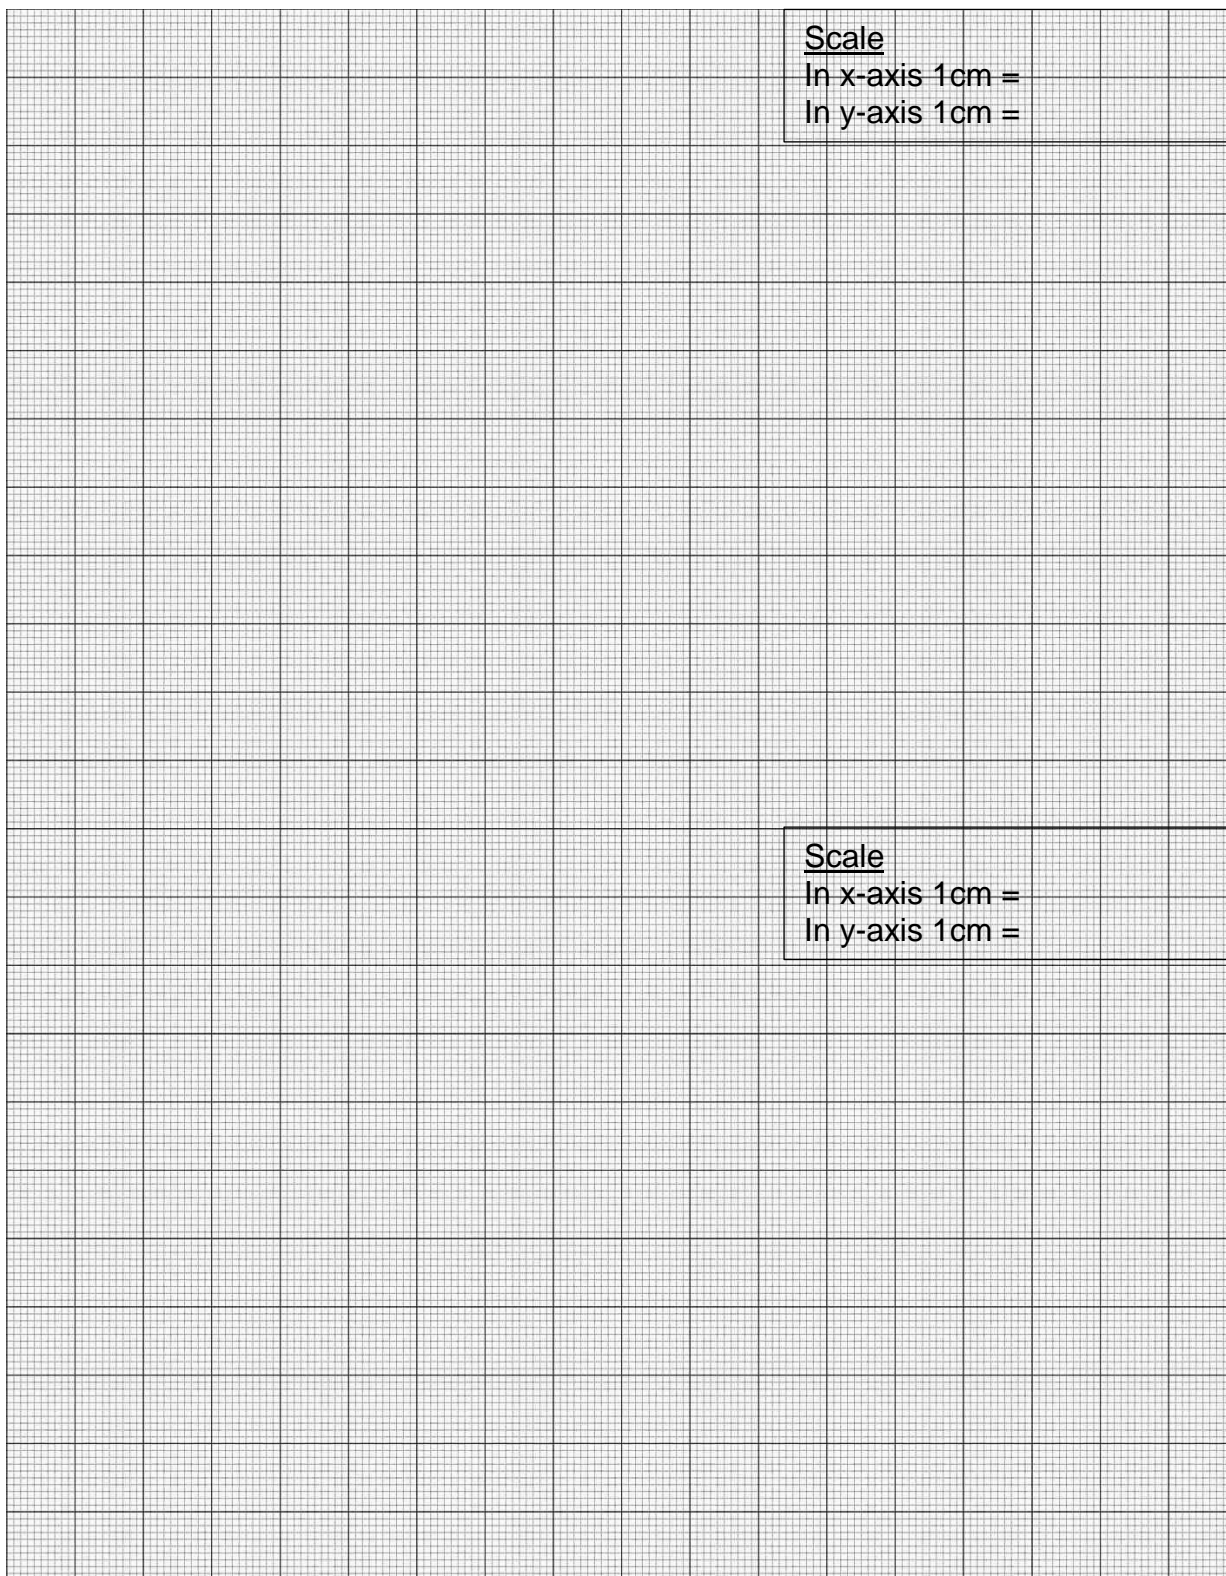 Scale
In x-axis 1cm =
In y-axis 1cm =
Scale
In x-axis 1cm =
In y-axis 1cm =